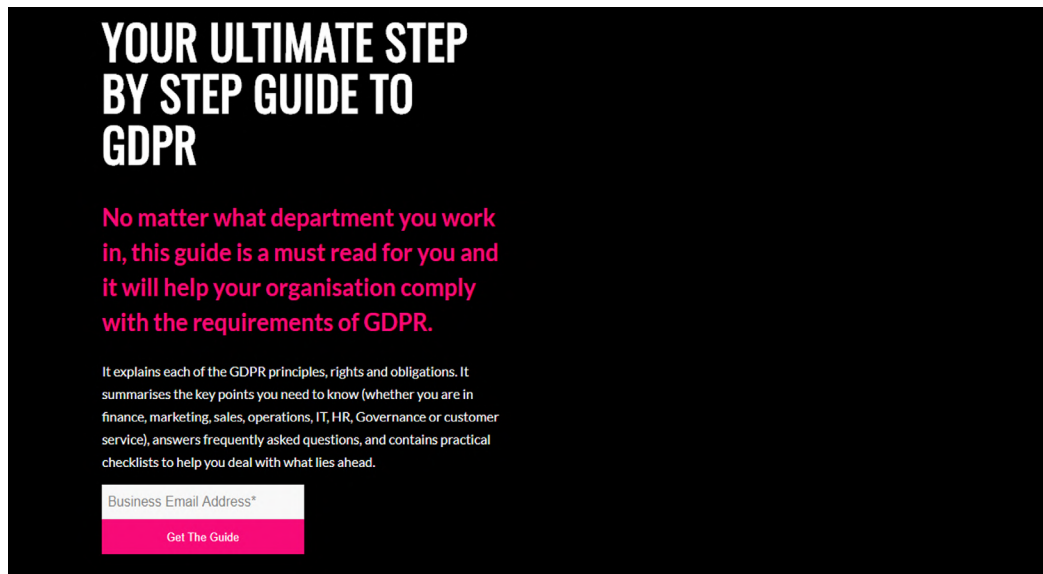 YOUR ULTIMATE STEP
BY STEP GUIDE TO
GDPR
No matter what department you work
in, this guide is a must read for you and
it will help your organisation comply
with the requirements of GDPR.
It explains each of the GDPR principles, rights and obligations. It
summarises the key points you need to know (whether you are in
finance, marketing, sales, operations, IT, HR, Governance or customer
service), answers frequently asked questions, and contains practical
checklists to help you deal with what lies ahead.
Business Email Address*
Get The Guide